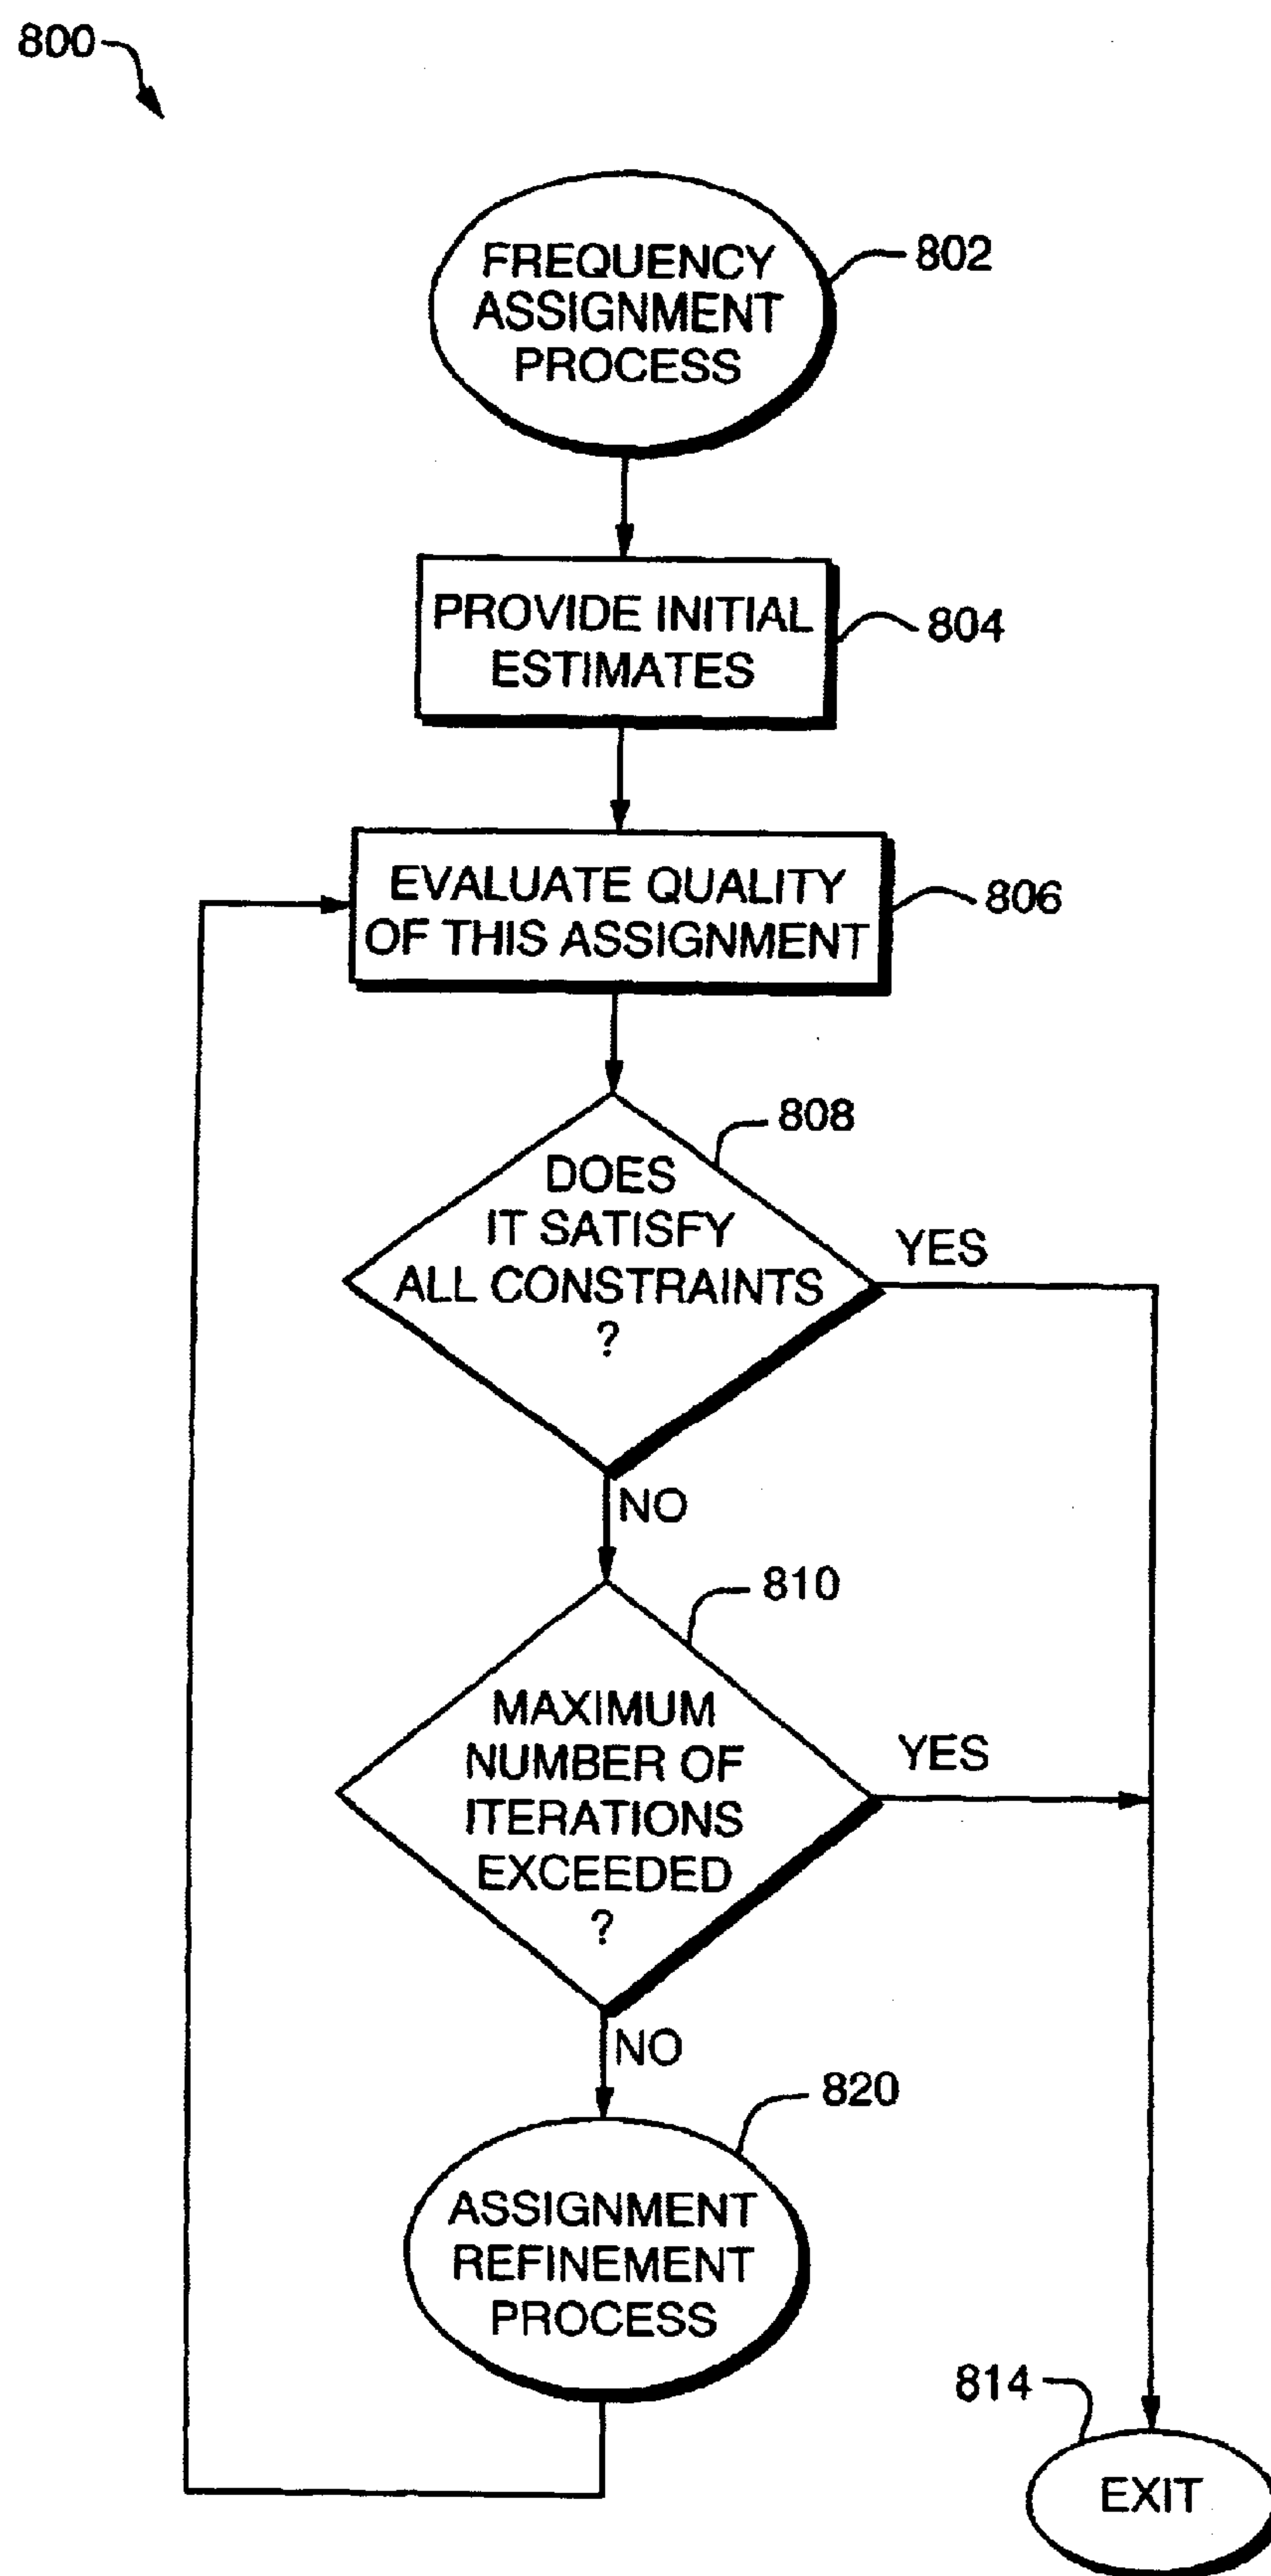 800
FREQUENCY
ASSIGNMENT
PROCESS
802
PROVIDE INITIAL
ESTIMATES
804
EVALUATE QUALITY
OF THIS ASSIGNMENT
806
808
DOES
IT SATISFY
ALL CONSTRAINTS
?
YES
NO
810
MAXIMUM
NUMBER OF
ITERATIONS
EXCEEDED
?
YES
NO
820
ASSIGNMENT
REFINEMENT
PROCESS
814
EXIT